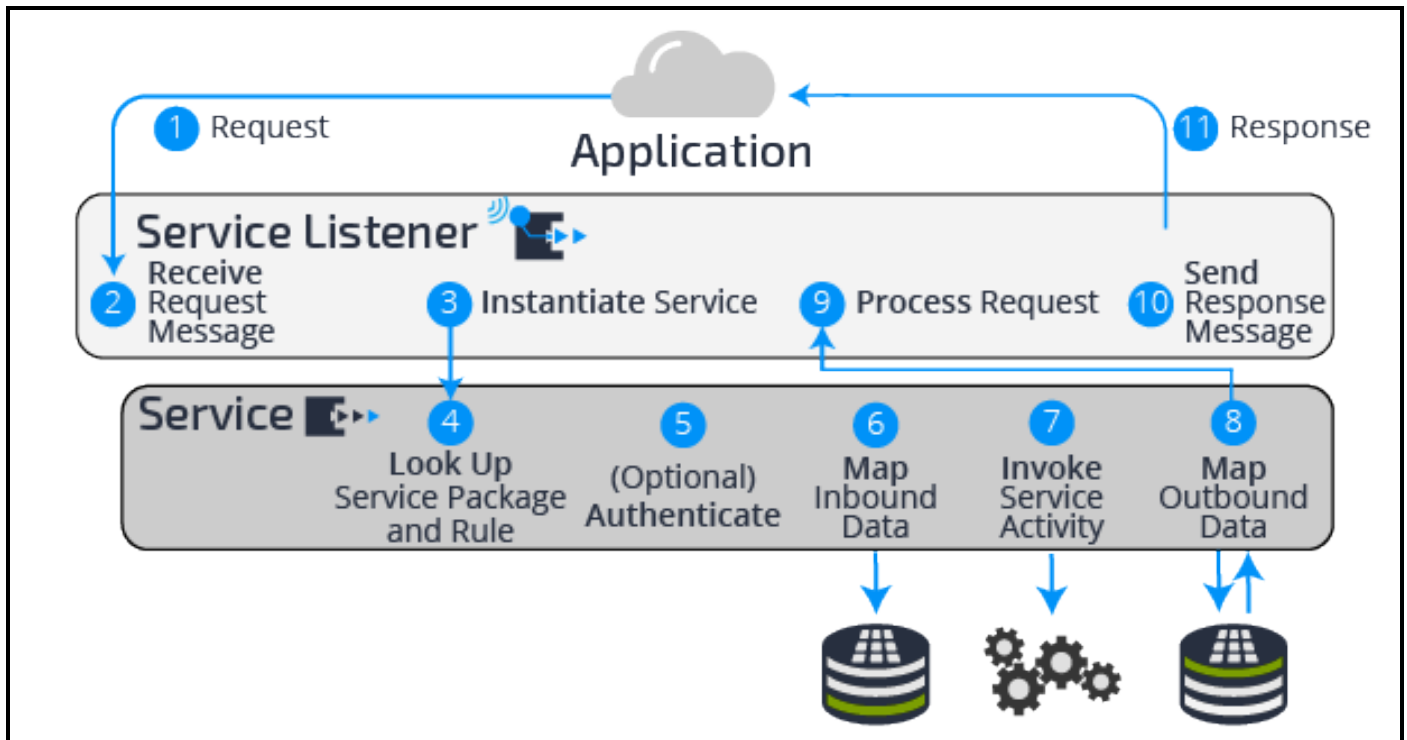 1 Request
Application
11 Response
Service Listener
2 Receive
Request
Message
3 Instantiate Service
9 Process Request
10 Send
Response
Message
Service
4
Look Up
Service Package
and Rule
5
(Optional)
Authenticate
6
Map
Inbound
Data
7
Invoke
Service
Activity
8
Map
Outbound
Data